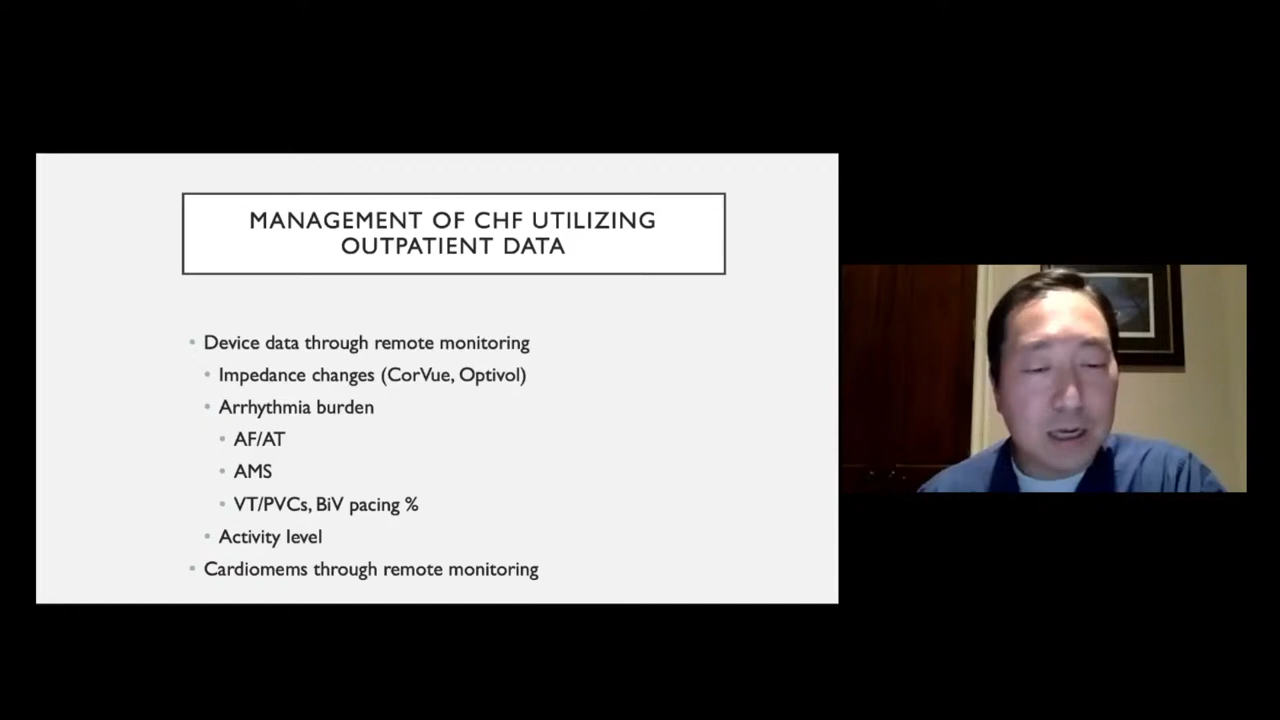 MANAGEMENT OF CHF UTILIZING
OUTPATIENT DATA
Device data through remote monitoring
Impedance changes (CorVue, Optivol)
Arrhythmia burden
AF/AT
AMS
VT/PVCs, BiV pacing %
Activity level
Cardiomems through remote monitoring